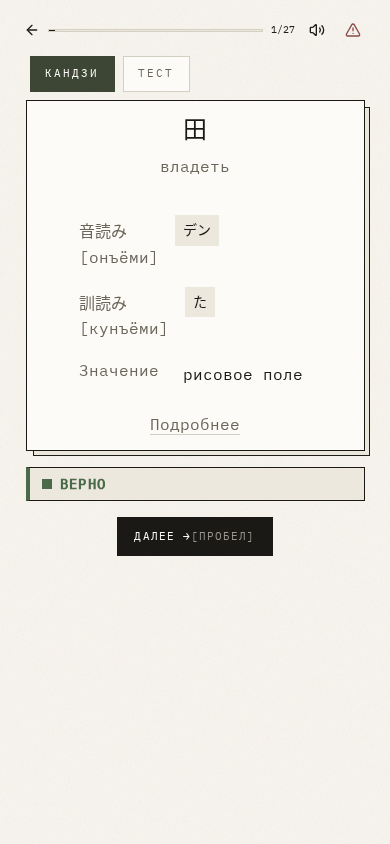 1/27
КАНДЗИ
ТЕСТ
田
владеть
音読み
[онъёми]
デン
訓読み
[кунъёми]
た
Значение
рисовое поле
Подробнее
ВЕРНО
ДАЛЕЕ →[ПРОБЕЛ]